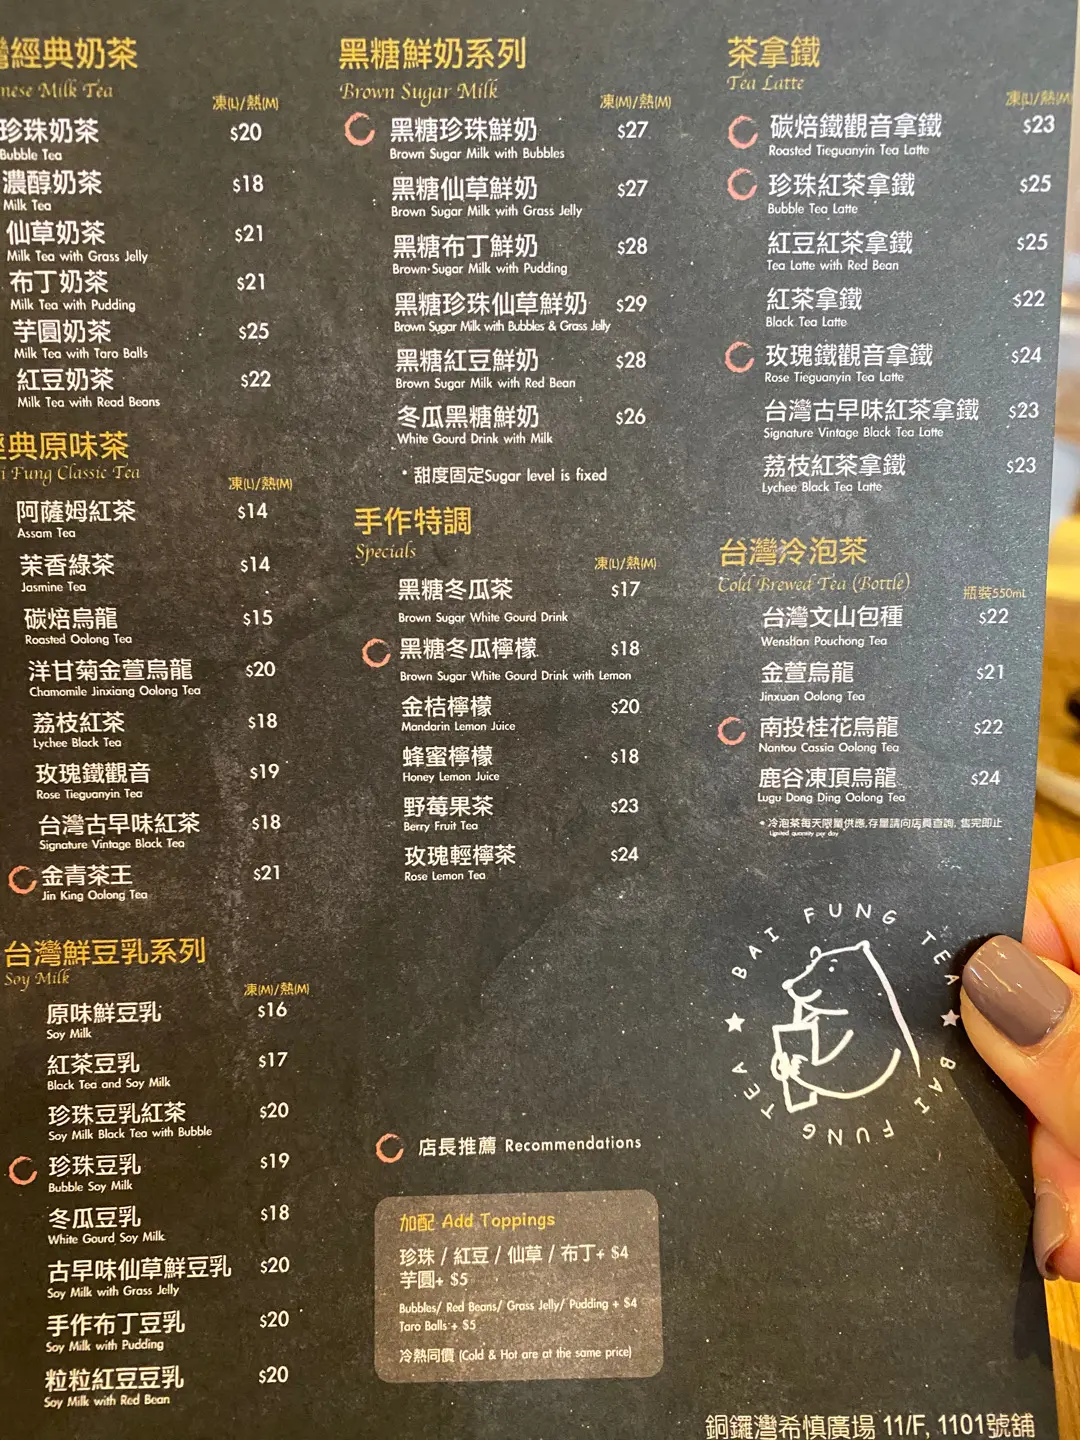 灣經典奶茶
nese Milk Tea
凍(L)/熱(M)
珍珠奶茶 $20
Bubble Tea
濃醇奶茶 $18
Milk Tea
仙草奶茶 $21
Milk Tea with Grass Jelly
布丁奶茶 $21
Milk Tea with Pudding
芋圓奶茶 $25
Milk Tea with Taro Balls
紅豆奶茶 $22
Milk Tea with Read Beans
經典原味茶
i Fung Classic Tea
凍(L)/熱(M)
阿薩姆紅茶 $14
Assam Tea
茉香綠茶 $14
Jasmine Tea
碳焙烏龍 $15
Roasted Oolong Tea
洋甘菊金萱烏龍 $20
Chamomile Jinxiang Oolong Tea
荔枝紅茶 $18
Lychee Black Tea
玫瑰鐵觀音 $19
Rose Tieguanyin Tea
台灣古早味紅茶 $18
Signature Vintage Black Tea
金青茶王 $21
Jin King Oolong Tea
台灣鮮豆乳系列
Soy Milk
凍(M)/熱(M)
原味鮮豆乳 $16
Soy Milk
紅茶豆乳 $17
Black Tea and Soy Milk
珍珠豆乳紅茶 $20
Soy Milk Black Tea with Bubble
珍珠豆乳 $19
Bubble Soy Milk
冬瓜豆乳 $18
White Gourd Soy Milk
古早味仙草鮮豆乳 $20
Soy Milk with Grass Jelly
手作布丁豆乳 $20
Soy Milk with Pudding
粒粒紅豆豆乳 $20
Soy Milk with Red Bean
黑糖鮮奶系列
Brown Sugar Milk
凍(M)/熱(M)
黑糖珍珠鮮奶 $27
Brown Sugar Milk with Bubbles
黑糖仙草鮮奶 $27
Brown Sugar Milk with Grass Jelly
黑糖布丁鮮奶 $28
Brown Sugar Milk with Pudding
黑糖珍珠仙草鮮奶 $29
Brown Sugar Milk with Bubbles & Grass Jelly
黑糖紅豆鮮奶 $28
Brown Sugar Milk with Red Bean
冬瓜黑糖鮮奶 $26
White Gourd Drink with Milk
* 甜度固定Sugar level is fixed
手作特調
Specials
凍(L)/熱(M)
黑糖冬瓜茶 $17
Brown Sugar White Gourd Drink
黑糖冬瓜檸檬 $18
Brown Sugar White Gourd Drink with Lemon
金桔檸檬 $20
Mandarin Lemon Juice
蜂蜜檸檬 $18
Honey Lemon Juice
野莓果茶 $23
Berry Fruit Tea
玫瑰輕檸茶 $24
Rose Lemon Tea
店長推薦 Recommendations
加配 Add Toppings
珍珠 / 紅豆 / 仙草 / 布丁+ $4
芋圓+ $5
Bubbles/ Red Beans/ Grass Jelly/ Pudding + $4
Taro Balls + $5
冷熱同價 (Cold & Hot are at the same price)
茶拿鐵
Tea Latte
凍(L)/熱(M
碳焙鐵觀音拿鐵 $23
Roasted Tieguanyin Tea Latte
珍珠紅茶拿鐵 $25
Bubble Tea Latte
紅豆紅茶拿鐵 $25
Tea Latte with Red Bean
紅茶拿鐵 $22
Black Tea Latte
玫瑰鐵觀音拿鐵 $24
Rose Tieguanyin Tea Latte
台灣古早味紅茶拿鐵 $23
Signature Vintage Black Tea Latte
荔枝紅茶拿鐵 $23
Lychee Black Tea Latte
台灣冷泡茶
Cold Brewed Tea (Bottle)
瓶裝550mL
台灣文山包種 $22
Wenshan Pouchong Tea
金萱烏龍 $21
Jinxuan Oolong Tea
南投桂花烏龍 $22
Nantou Cassia Oolong Tea
鹿谷凍頂烏龍 $24
Lugu Dong Ding Oolong Tea
* 冷泡茶每天限量供應,存量請向店員查詢, 售完即止
Limited quantity per day
BAI FUNG TEA ★ BAI FUNG TEA ★
銅鑼灣希慎廣場 11/F, 1101號舖